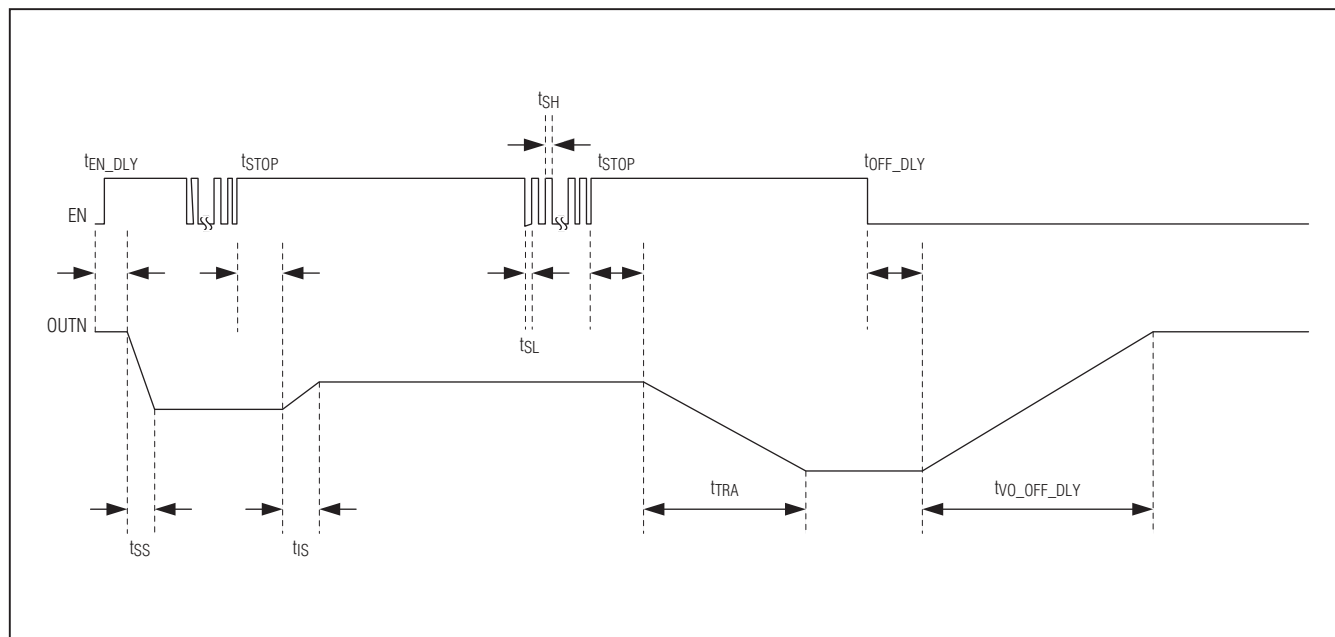 tSH
tEN_DLY
tSTOP
tSTOP
tOFF_DLY
EN
OUTN
tSL
tTRA
tVO_OFF_DLY
tSS
tIS